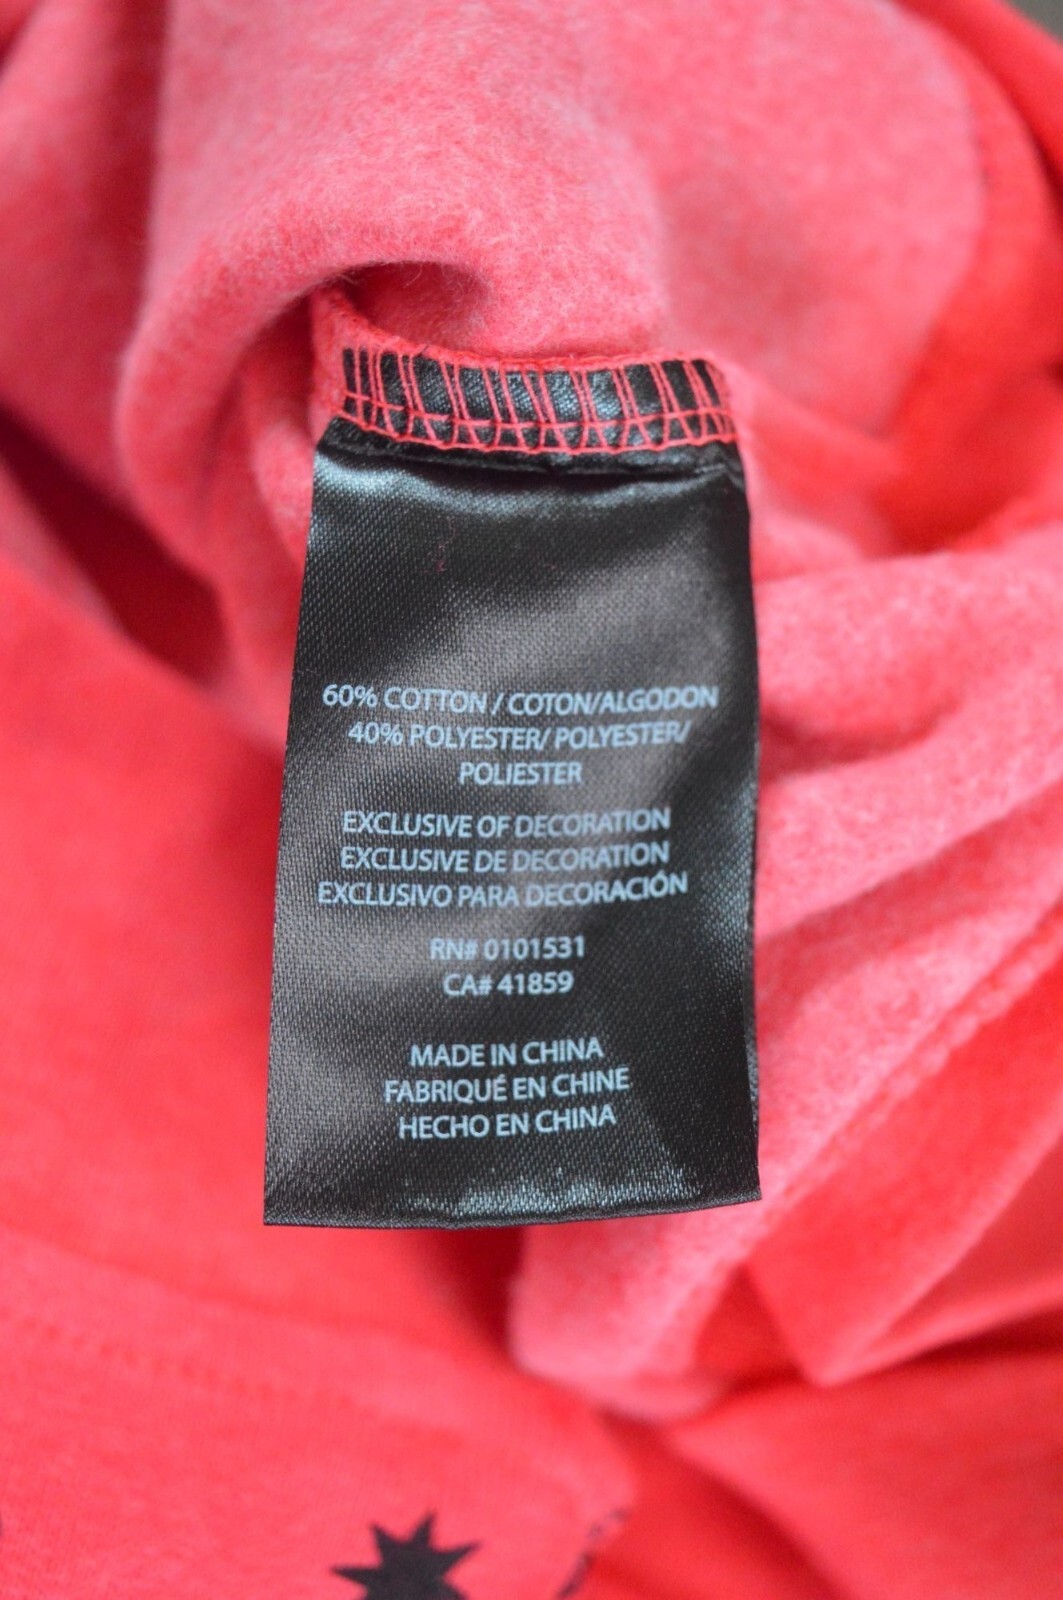 60% COTTON / COTON/ALGODON
40% POLYESTER/ POLYESTER/
POLIESTER
EXCLUSIVE OF DECORATION
EXCLUSIVE DE DECORATION
EXCLUSIVO PARA DECORACIÓN
RN# 0101531
CA# 41859
MADE IN CHINA
FABRIQUÉ EN CHINE
HECHO EN CHINA